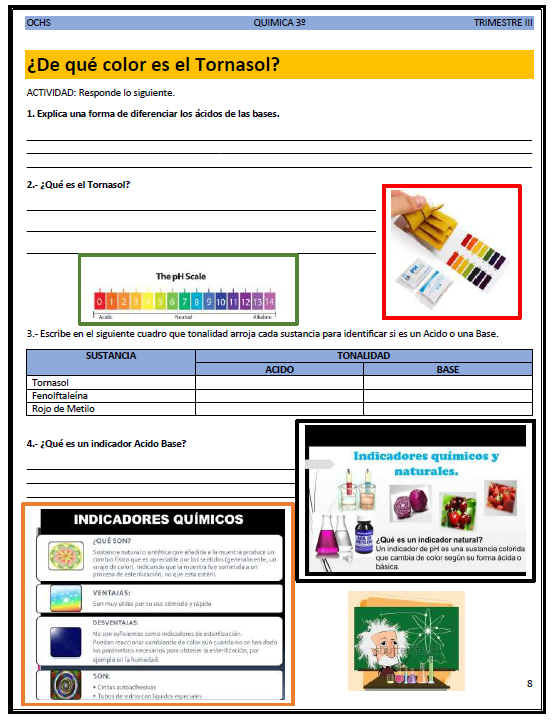 OCHS QUIMICA 3º TRIMESTRE III
¿De qué color es el Tornasol?
ACTIVIDAD: Responde lo siguiente.
1. Explica una forma de diferenciar los ácidos de las bases.
2.- ¿Qué es el Tornasol?
The pH Scale
0 1 2 3 4 5 6 7 8 9 10 11 12 13 14
Acidic Neutral Alkaline
PH
3.- Escribe en el siguiente cuadro que tonalidad arroja cada sustancia para identificar si es un Acido o una Base.
SUSTANCIA TONALIDAD
ACIDO BASE
Tornasol
Fenolftaleína
Rojo de Metilo
4.- ¿Qué es un indicador Acido Base?
Indicadores químicos y
naturales.
¿Qué es un indicador natural?
Un indicador de pH es una sustancia colorida
que cambia de color según su forma ácida o
básica.
INDICADORES QUÍMICOS
¿QUÉ SON?
Sustancia natural o sintética que añadida a la muestra produce un
cambio físico que es apreciable por los sentidos (generalmente, un
viraje de color), indicando que la muestra fue sometida a un
proceso de esterilización, no que esta estéril.
VENTAJAS:
Son muy útiles por su uso cómodo y rápido
DESVENTAJAS:
No son suficientes como indicadores de esterilización.
Pueden reaccionar cambiando de color aún cuando no se han dado
los parámetros necesarios para obtener la esterilización, por
ejemplo en la humedad.
SON:
• Cintas autoadhesivas
• Tubos de vidrio con líquidos especiales
8